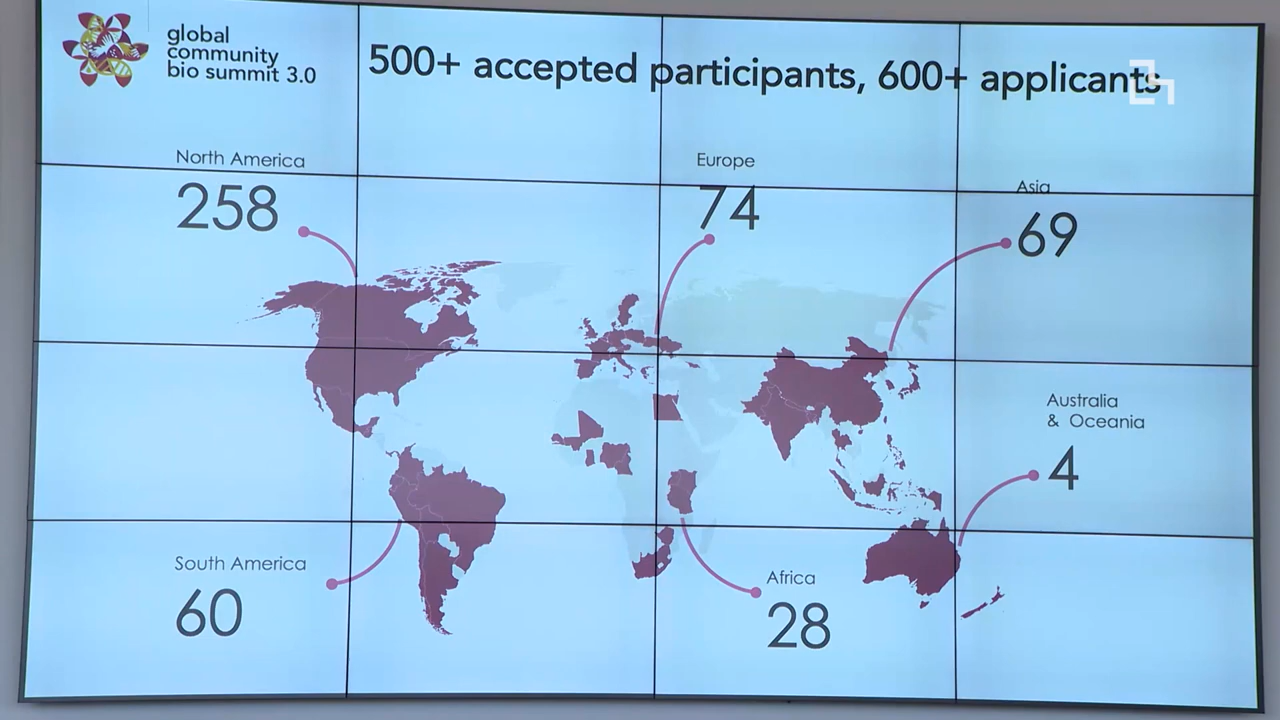 global
community
bio summit 3.0
500+ accepted participants, 600+ applicants
North America
258
Europe
74
Asia
69
Australia
& Oceania
4
South America
60
Africa
28